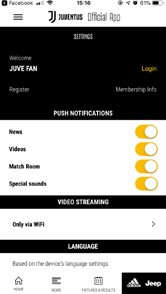 Facebook 15:16
JUVENTUS Official App
SETTINGS
Welcome
JUVE FAN Login
Register Membership Info
PUSH NOTIFICATIONS
News
Videos
Match Room
Special sounds
VIDEO STREAMING
Only via WiFi
LANGUAGE
Based on the device's language settings
HOME NEWS FIXTURES & RESULTS adidas Jeep